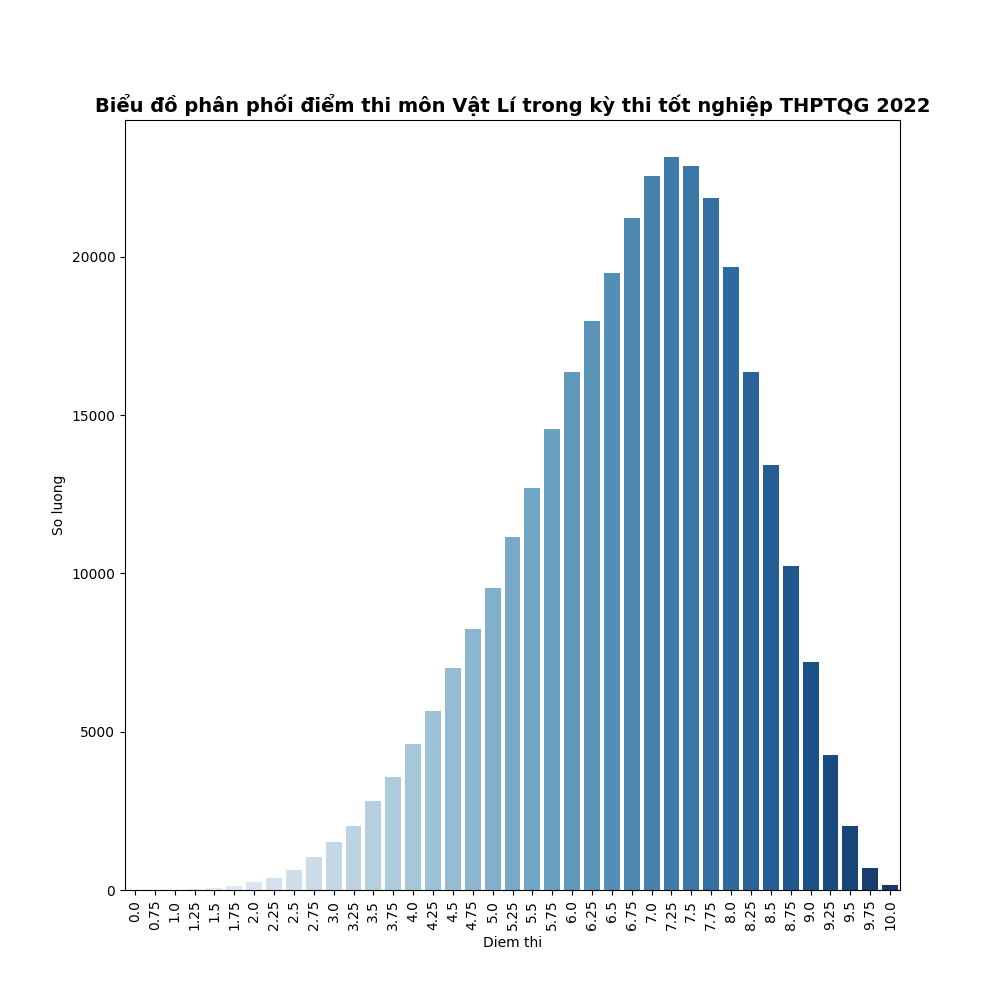 Biểu đồ phân phối điểm thi môn Vật Lí trong kỳ thi tốt nghiệp THPTQG 2022
20000
15000
So luong
10000
5000
0
0.0 0.75 1.0 1.25 1.5 1.75 2.0 2.25 2.5 2.75 3.0 3.25 3.5 3.75 4.0 4.25 4.5 4.75 5.0 5.25 5.5 5.75 6.0 6.25 6.5 6.75 7.0 7.25 7.5 7.75 8.0 8.25 8.5 8.75 9.0 9.25 9.5 9.75 10.0
Diem thi